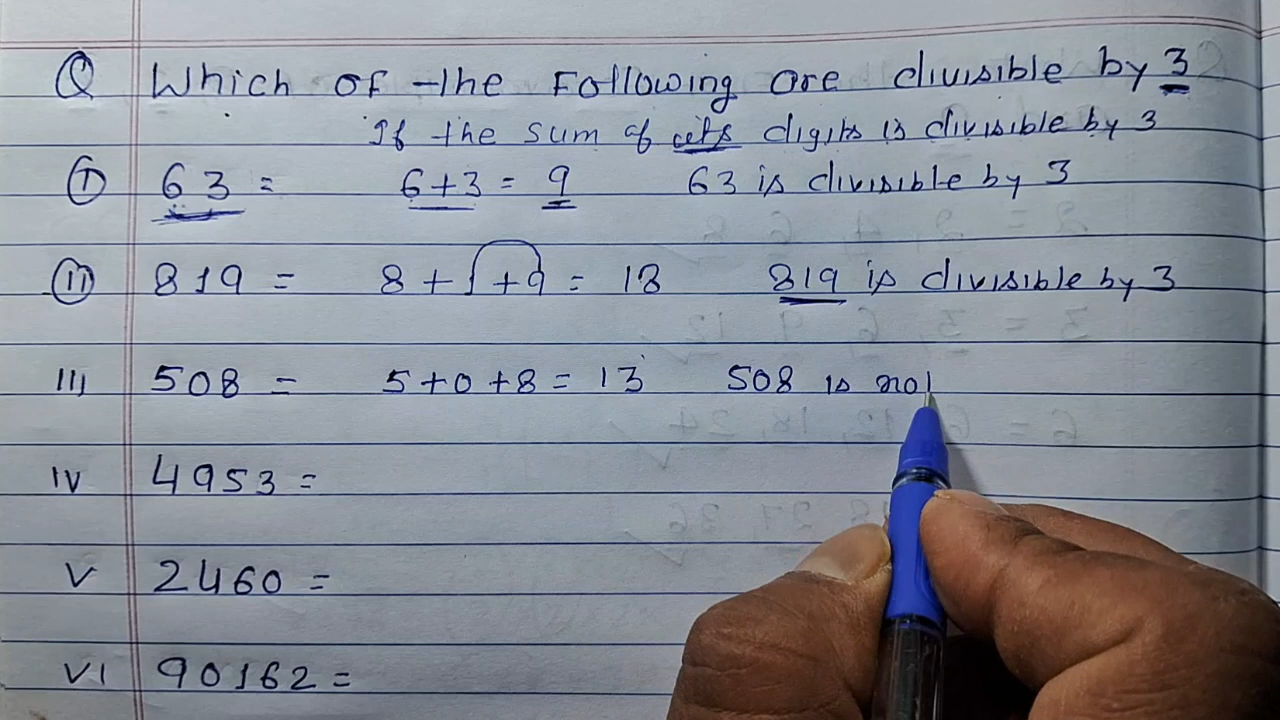 Q Which of the Following are divisible by 3
If the sum of its digits is divisible by 3
I 63 = 6+3 = 9 63 is divisible by 3
II 819 = 8+1+9 = 18 819 is divisible by 3
III 508 = 5+0+8 = 13 508 is not
IV 4953 =
V 2460 =
VI 90162 =